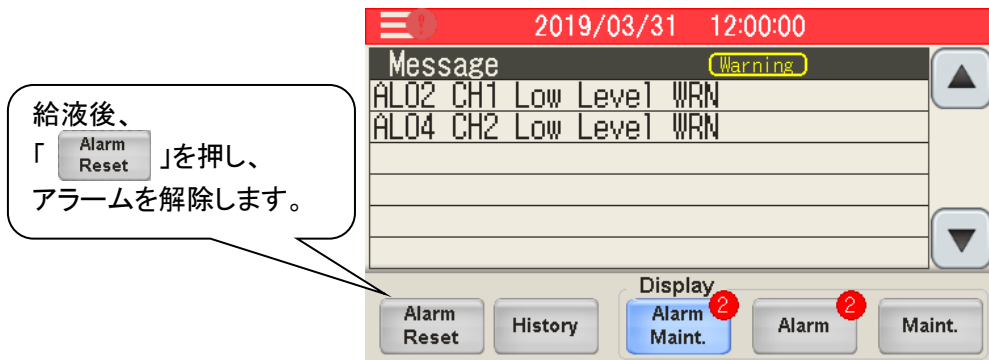 2019/03/31 12:00:00
Message Warning
AL02 CH1 Low Level WRN
AL04 CH2 Low Level WRN
給液後、
「 Alarm Reset 」を押し、
アラームを解除します。
Display
Alarm Reset
History
Alarm Maint. 2
Alarm 2
Maint.